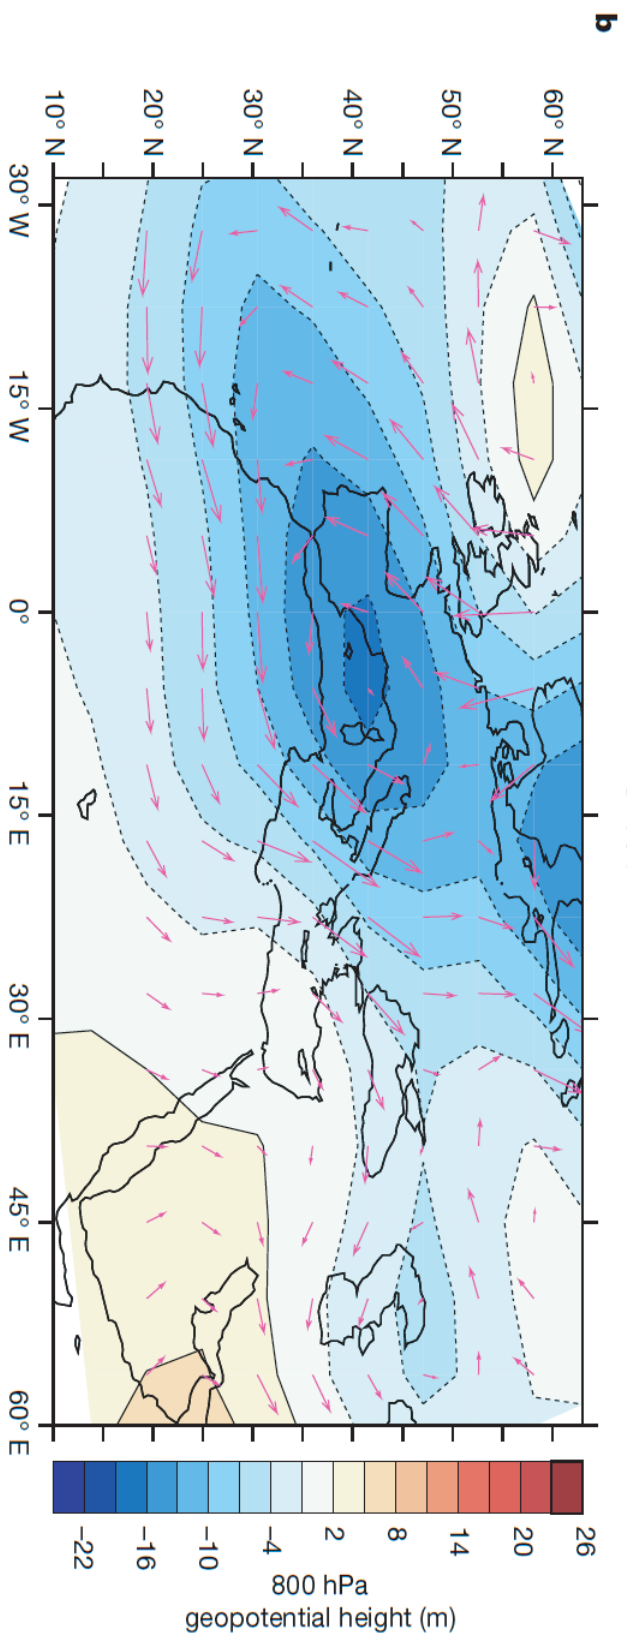 b
60° N
50° N
40° N
30° N
20° N
10° N
30° W
15° W
0°
15° E
30° E
45° E
60° E
−22
−16
−10
−4
2
8
14
20
26
800 hPa
geopotential height (m)